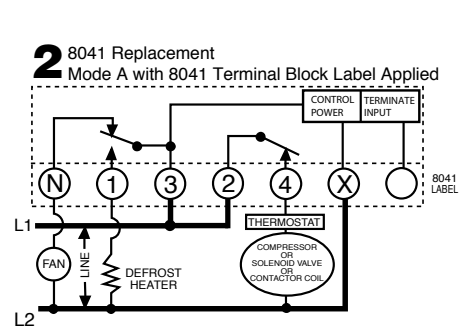 2 8041 Replacement
Mode A with 8041 Terminal Block Label Applied
CONTROL POWER
TERMINATE INPUT
N 1 3 2 4 X
8041 LABEL
L1
THERMOSTAT
FAN
LINE
DEFROST HEATER
COMPRESSOR
OR
SOLENOID VALVE
OR
CONTACTOR COIL
L2